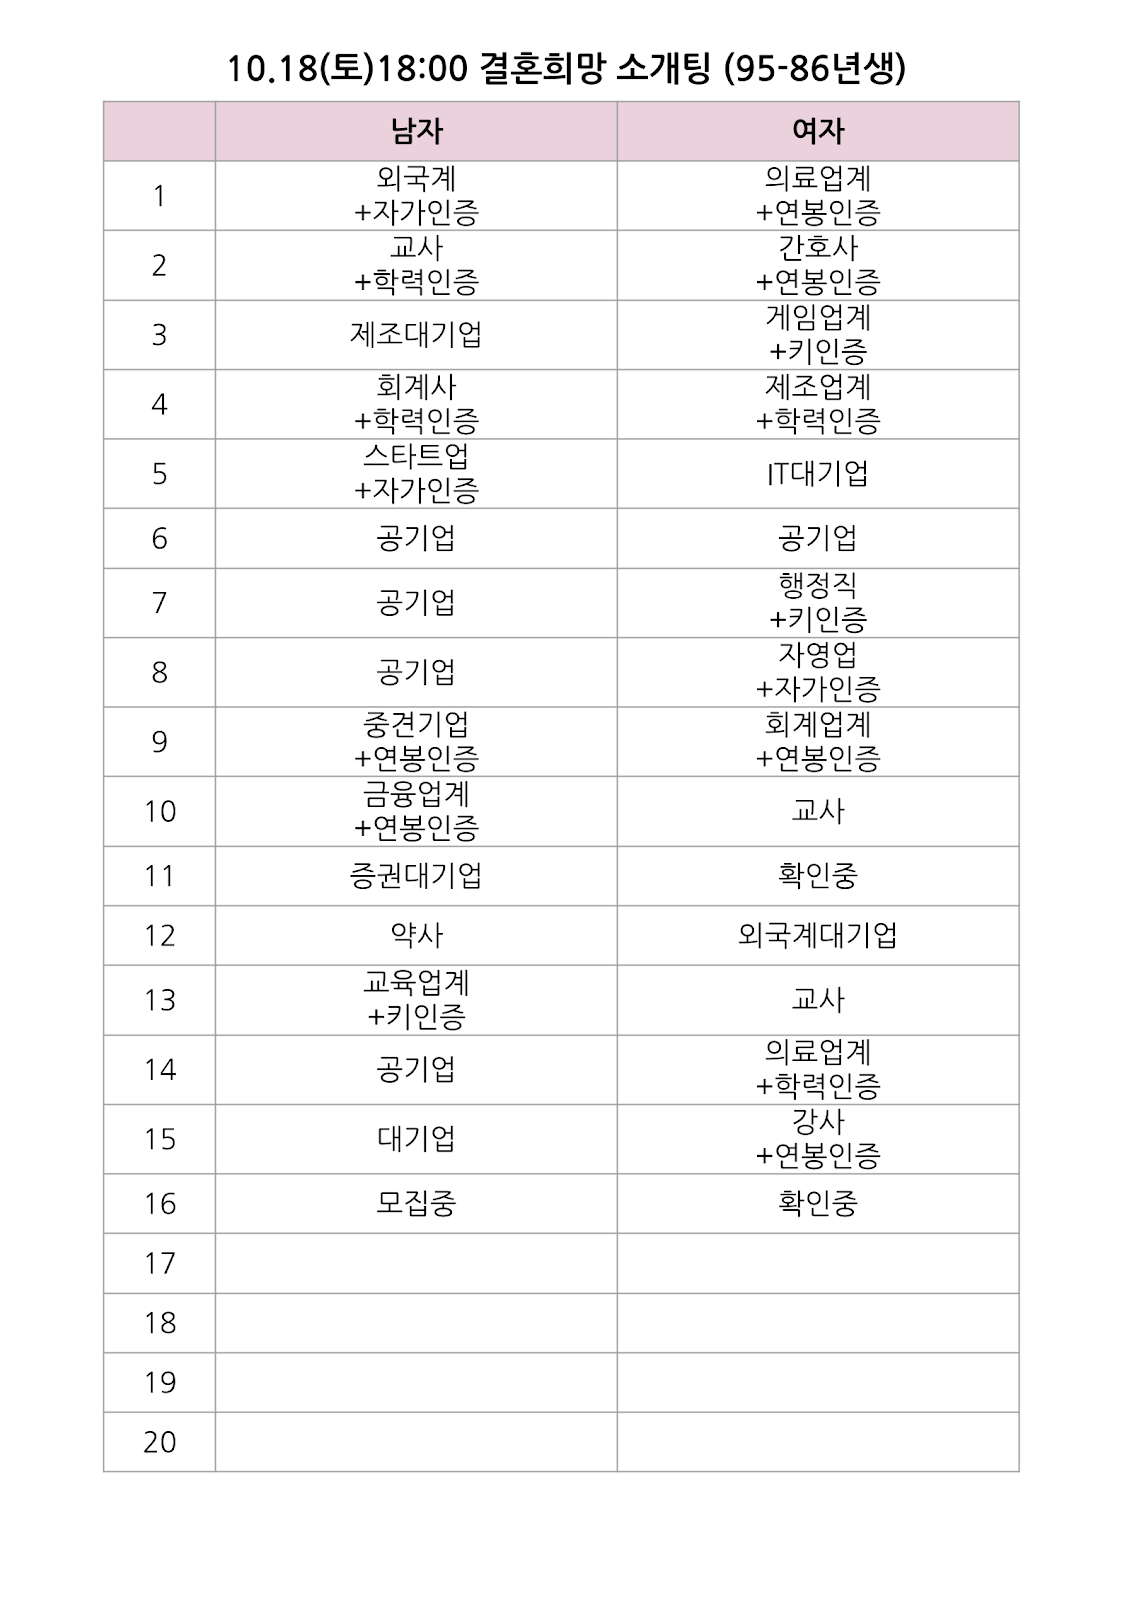 10.18(토)18:00 결혼희망 소개팅 (95-86년생)
남자 여자
1 외국계 +자가인증 의료업계 +연봉인증
2 교사 +학력인증 간호사 +연봉인증
3 제조대기업 게임업계 +키인증
4 회계사 +학력인증 제조업계 +학력인증
5 스타트업 +자가인증 IT대기업
6 공기업 공기업
7 공기업 행정직 +키인증
8 공기업 자영업 +자가인증
9 중견기업 +연봉인증 회계업계 +연봉인증
10 금융업계 +연봉인증 교사
11 증권대기업 확인중
12 약사 외국계대기업
13 교육업계 +키인증 교사
14 공기업 의료업계 +학력인증
15 대기업 강사 +연봉인증
16 모집중 확인중
17
18
19
20